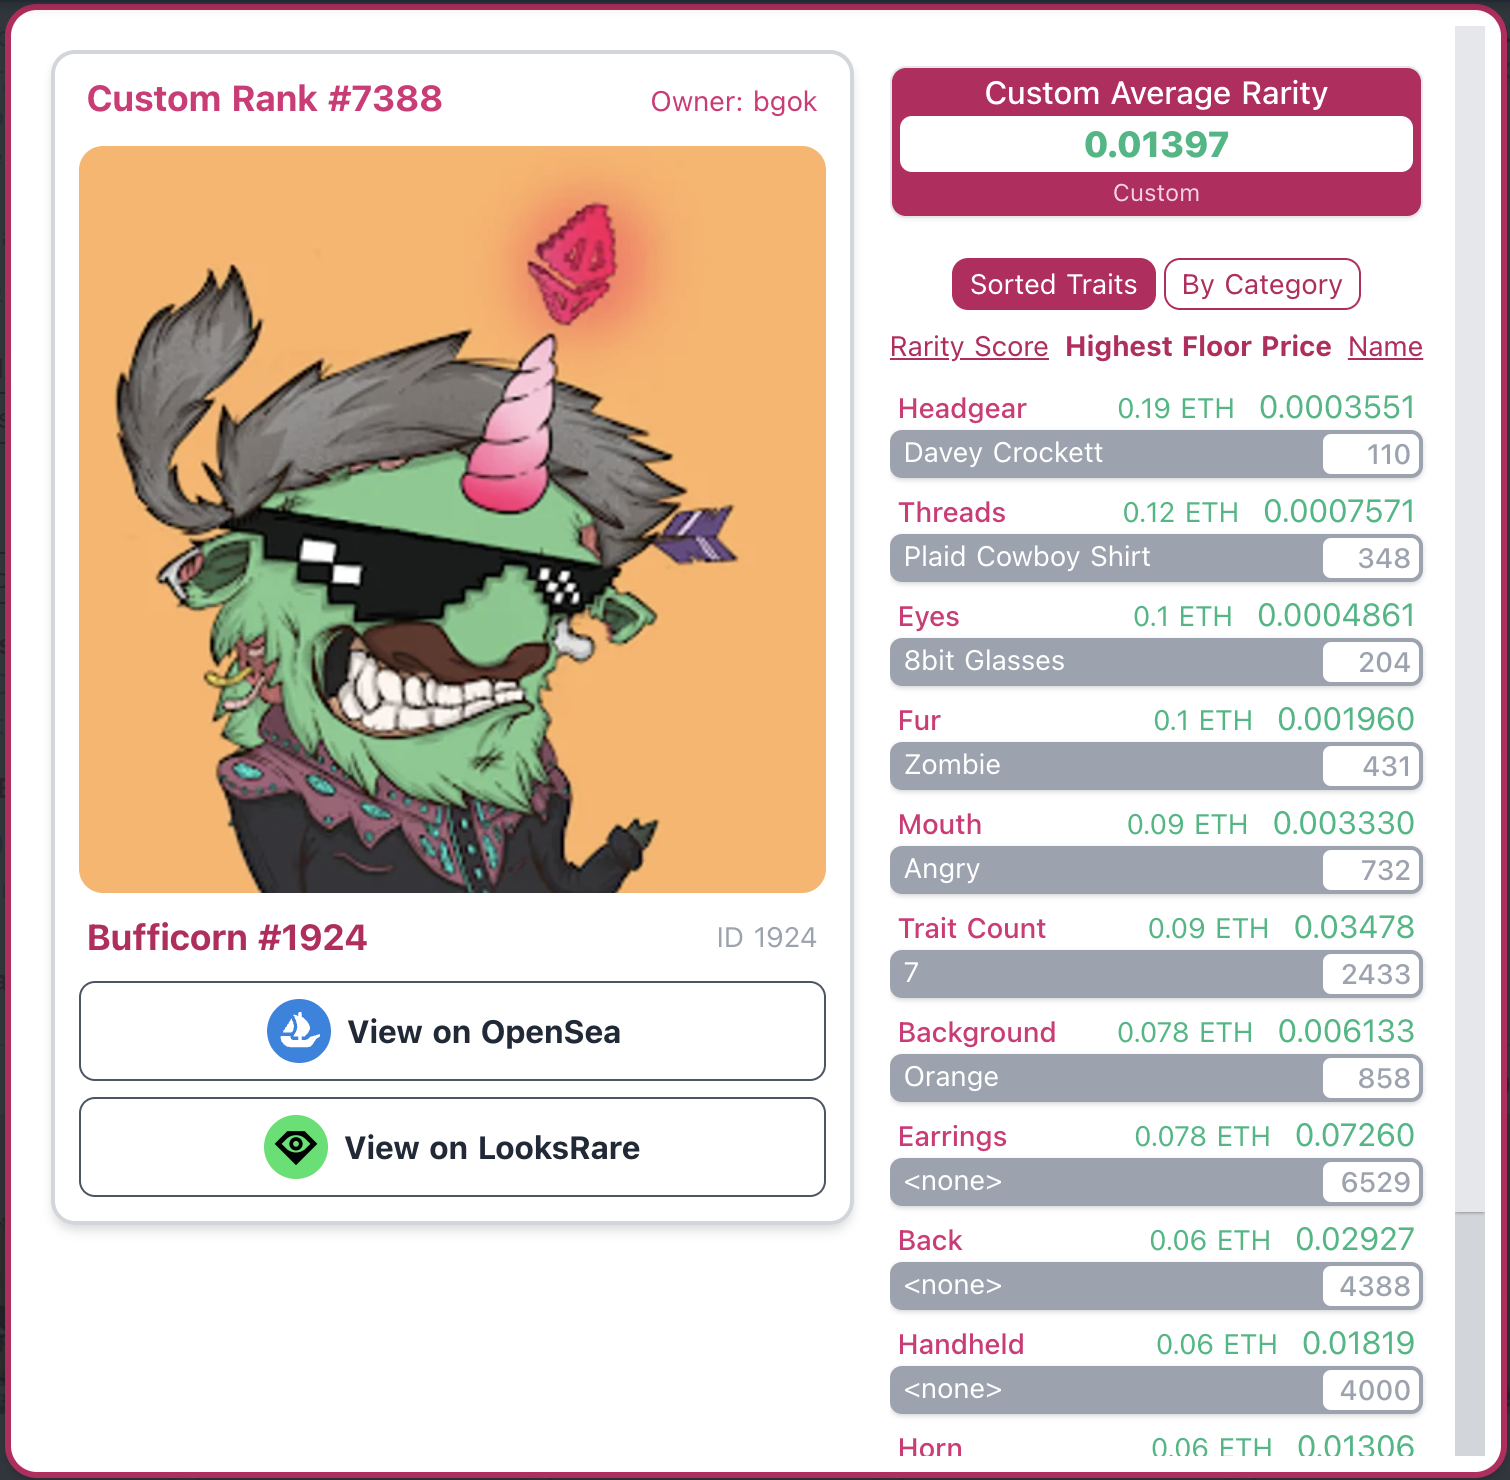 Custom Rank #7388
Owner: bgok
Bufficorn #1924
ID 1924
View on OpenSea
View on LooksRare
Custom Average Rarity
0.01397
Custom
Sorted Traits
By Category
Rarity Score Highest Floor Price Name
Headgear 0.19 ETH 0.0003551
Davey Crockett 110
Threads 0.12 ETH 0.0007571
Plaid Cowboy Shirt 348
Eyes 0.1 ETH 0.0004861
8bit Glasses 204
Fur 0.1 ETH 0.001960
Zombie 431
Mouth 0.09 ETH 0.003330
Angry 732
Trait Count 0.09 ETH 0.03478
7 2433
Background 0.078 ETH 0.006133
Orange 858
Earrings 0.078 ETH 0.07260
<none> 6529
Back 0.06 ETH 0.02927
<none> 4388
Handheld 0.06 ETH 0.01819
<none> 4000
Horn 0.06 ETH 0.01306